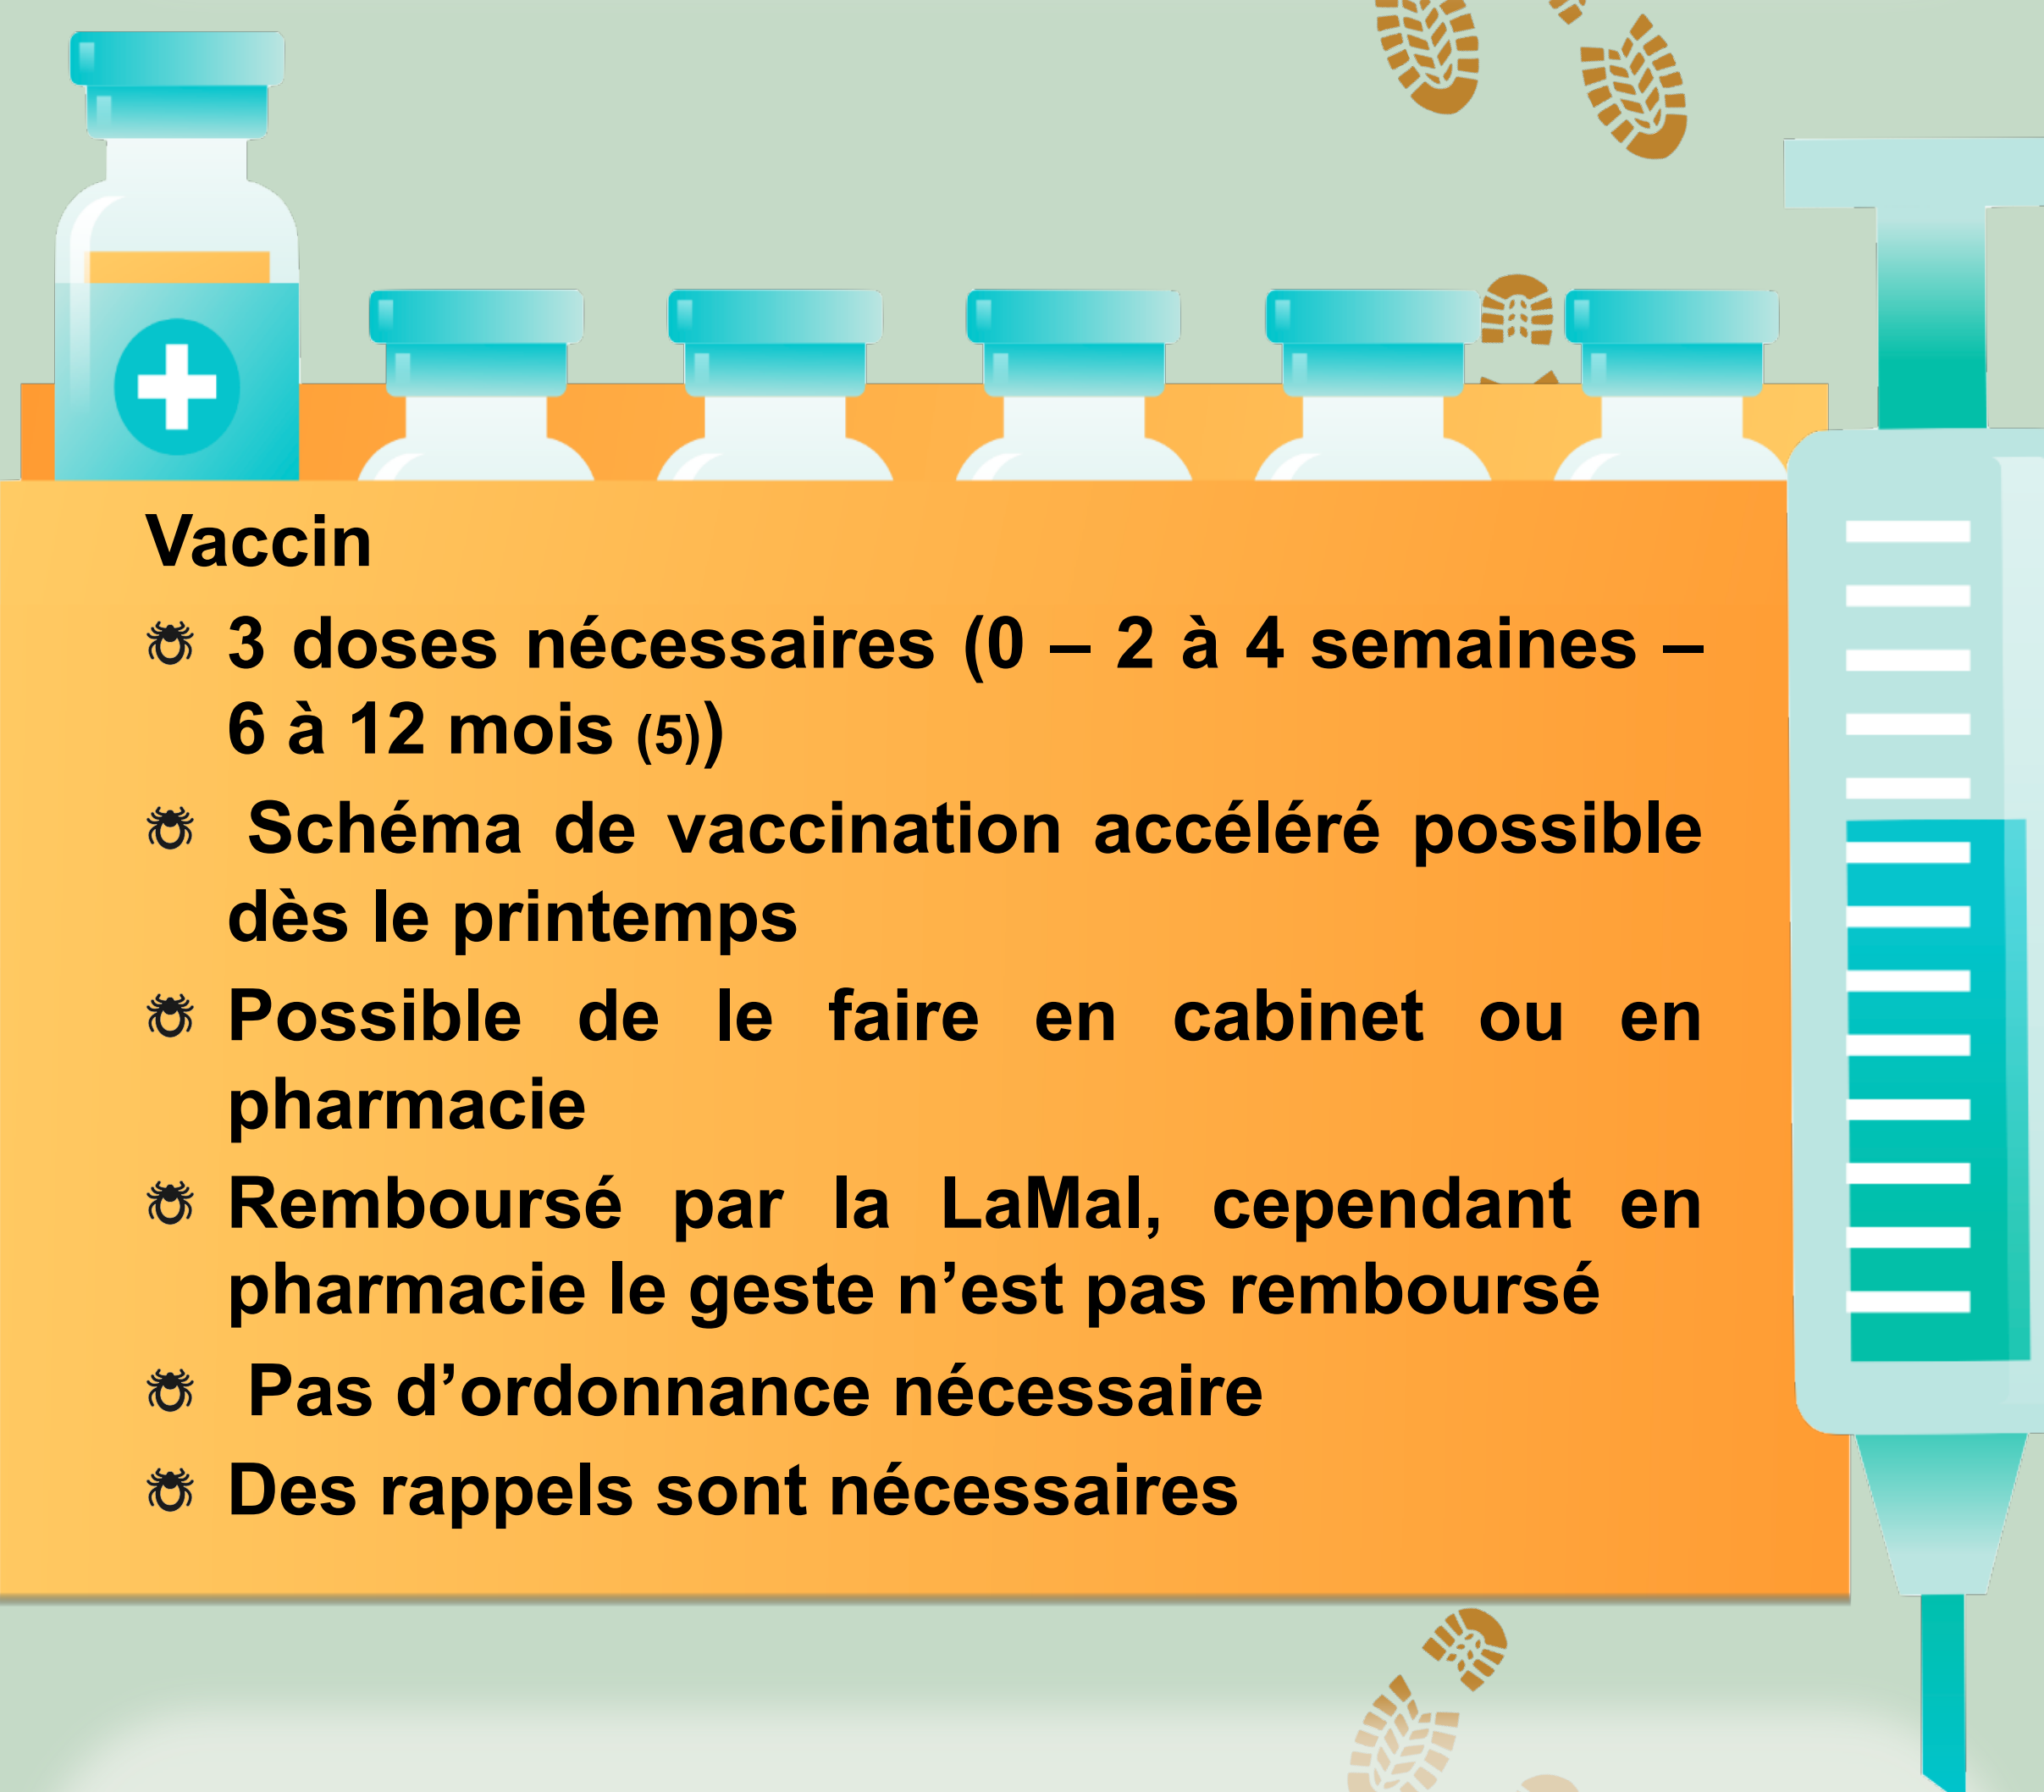 Vaccin
3 doses nécessaires (0 – 2 à 4 semaines –
6 à 12 mois (5))
Schéma de vaccination accéléré possible
dès le printemps
Possible de le faire en cabinet ou en
pharmacie
Remboursé par la LaMal, cependant en
pharmacie le geste n’est pas remboursé
Pas d’ordonnance nécessaire
Des rappels sont nécessaires